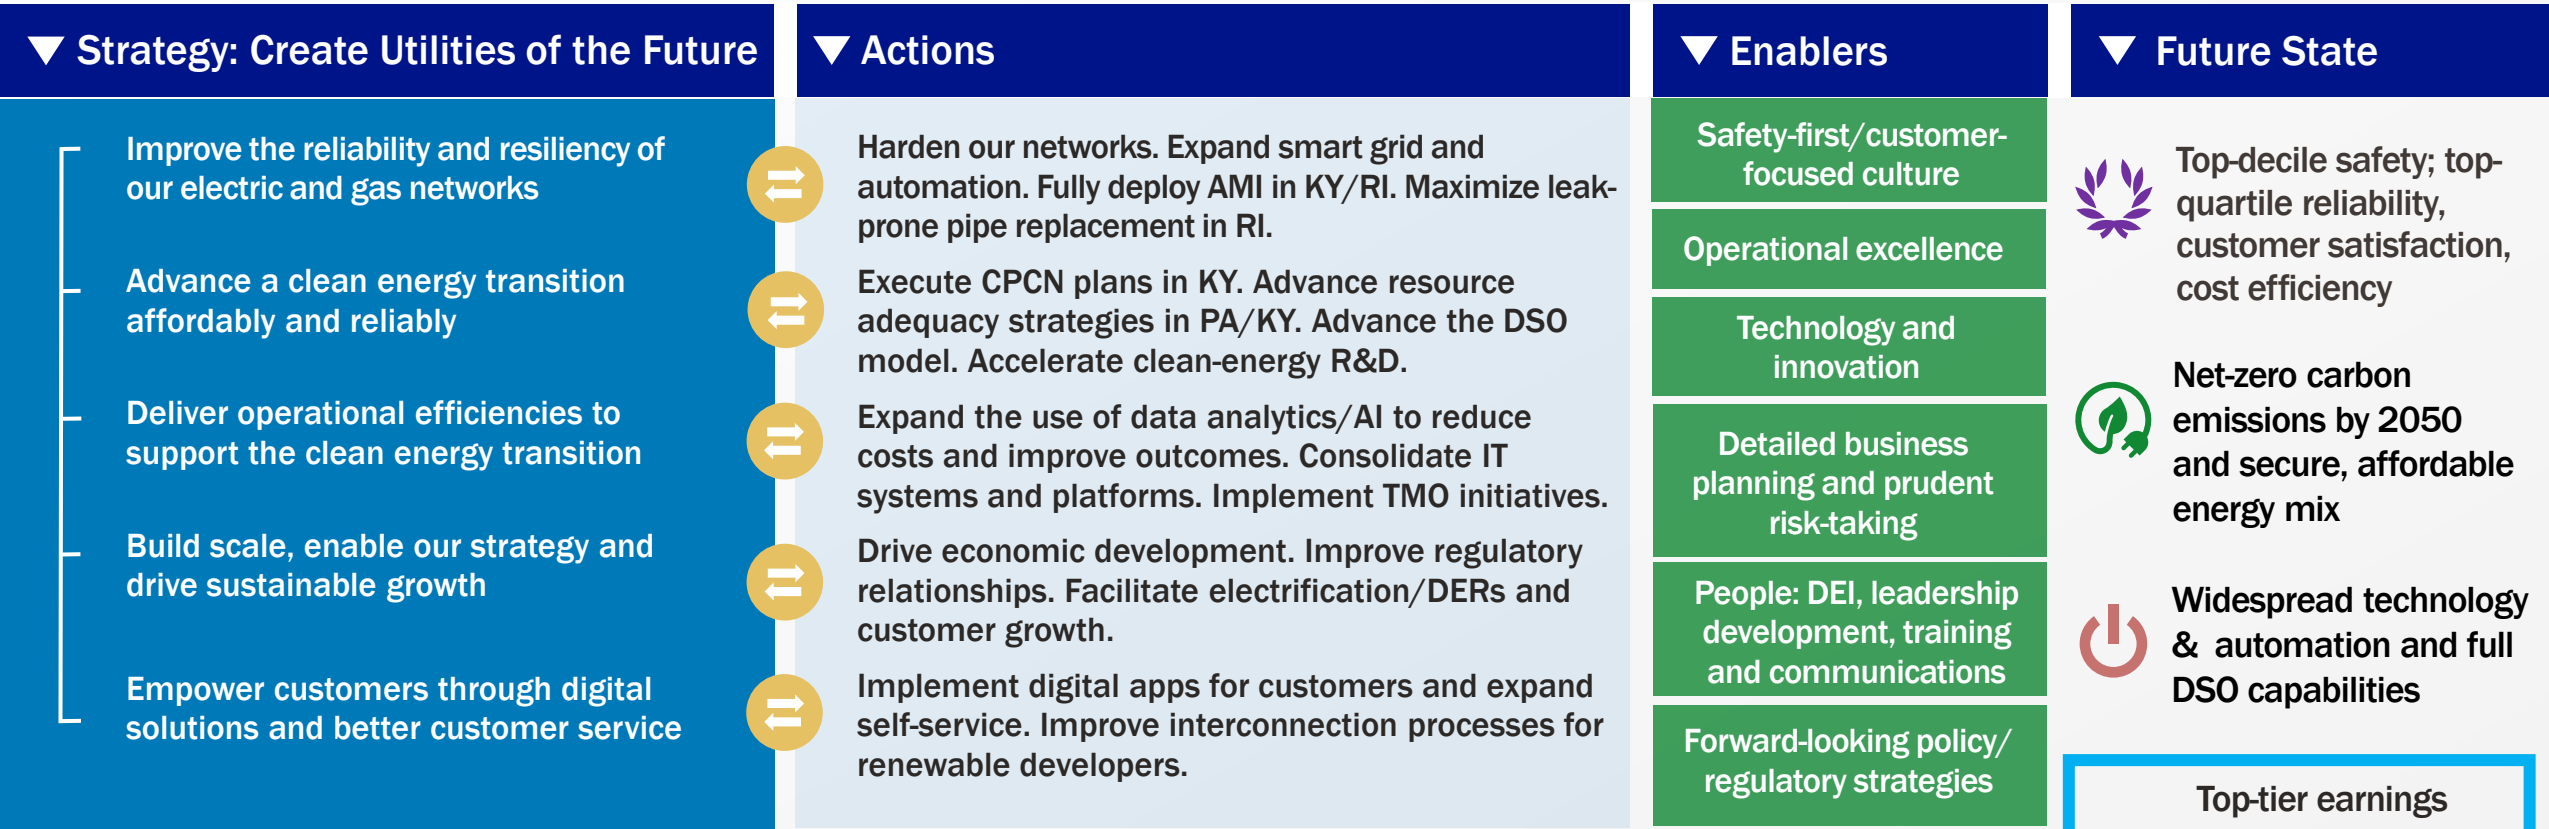 Strategy: Create Utilities of the Future
Improve the reliability and resiliency of
our electric and gas networks
Advance a clean energy transition
affordably and reliably
Deliver operational efficiencies to
support the clean energy transition
Build scale, enable our strategy and
drive sustainable growth
Empower customers through digital
solutions and better customer service
Actions
Harden our networks. Expand smart grid and
automation. Fully deploy AMI in KY/RI. Maximize leak-
prone pipe replacement in RI.
Execute CPCN plans in KY. Advance resource
adequacy strategies in PA/KY. Advance the DSO
model. Accelerate clean-energy R&D.
Expand the use of data analytics/AI to reduce
costs and improve outcomes. Consolidate IT
systems and platforms. Implement TMO initiatives.
Drive economic development. Improve regulatory
relationships. Facilitate electrification/DERs and
customer growth.
Implement digital apps for customers and expand
self-service. Improve interconnection processes for
renewable developers.
Enablers
Safety-first/customer-
focused culture
Operational excellence
Technology and
innovation
Detailed business
planning and prudent
risk-taking
People: DEI, leadership
development, training
and communications
Forward-looking policy/
regulatory strategies
Future State
Top-decile safety; top-
quartile reliability,
customer satisfaction,
cost efficiency
Net-zero carbon
emissions by 2050
and secure, affordable
energy mix
Widespread technology
& automation and full
DSO capabilities
Top-tier earnings